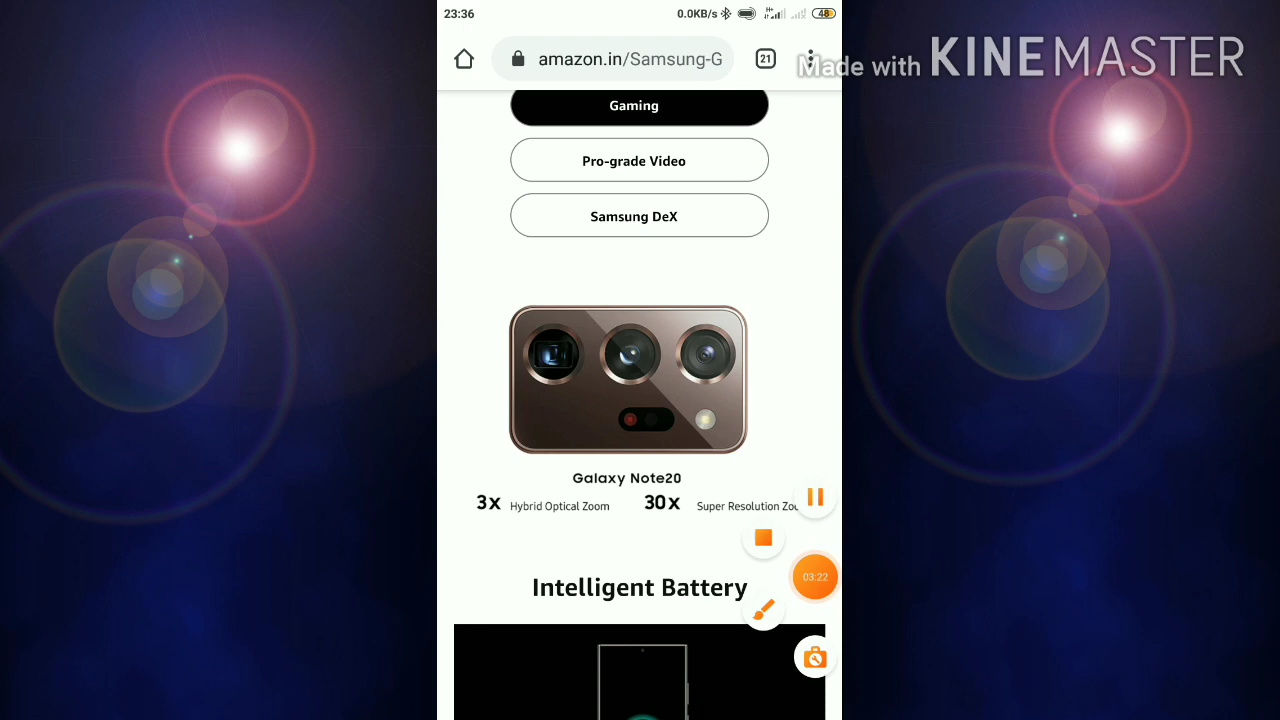 23:36
0.0KB/s
48
amazon.in/Samsung-G
21
Made with KINEMASTER
Gaming
Pro-grade Video
Samsung DeX
Galaxy Note20
3x Hybrid Optical Zoom 30x Super Resolution
03:22
Intelligent Battery